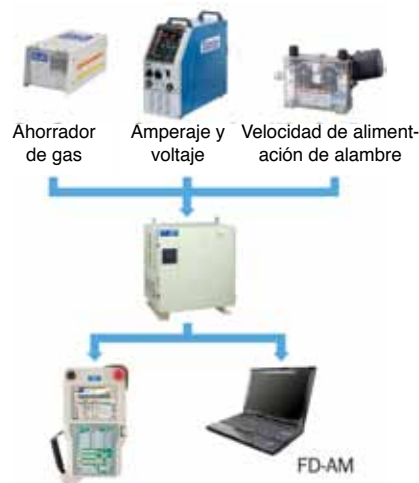 Ahorrador
de gas
Amperaje y
voltaje
Velocidad de aliment-
ación de alambre
FD-AM